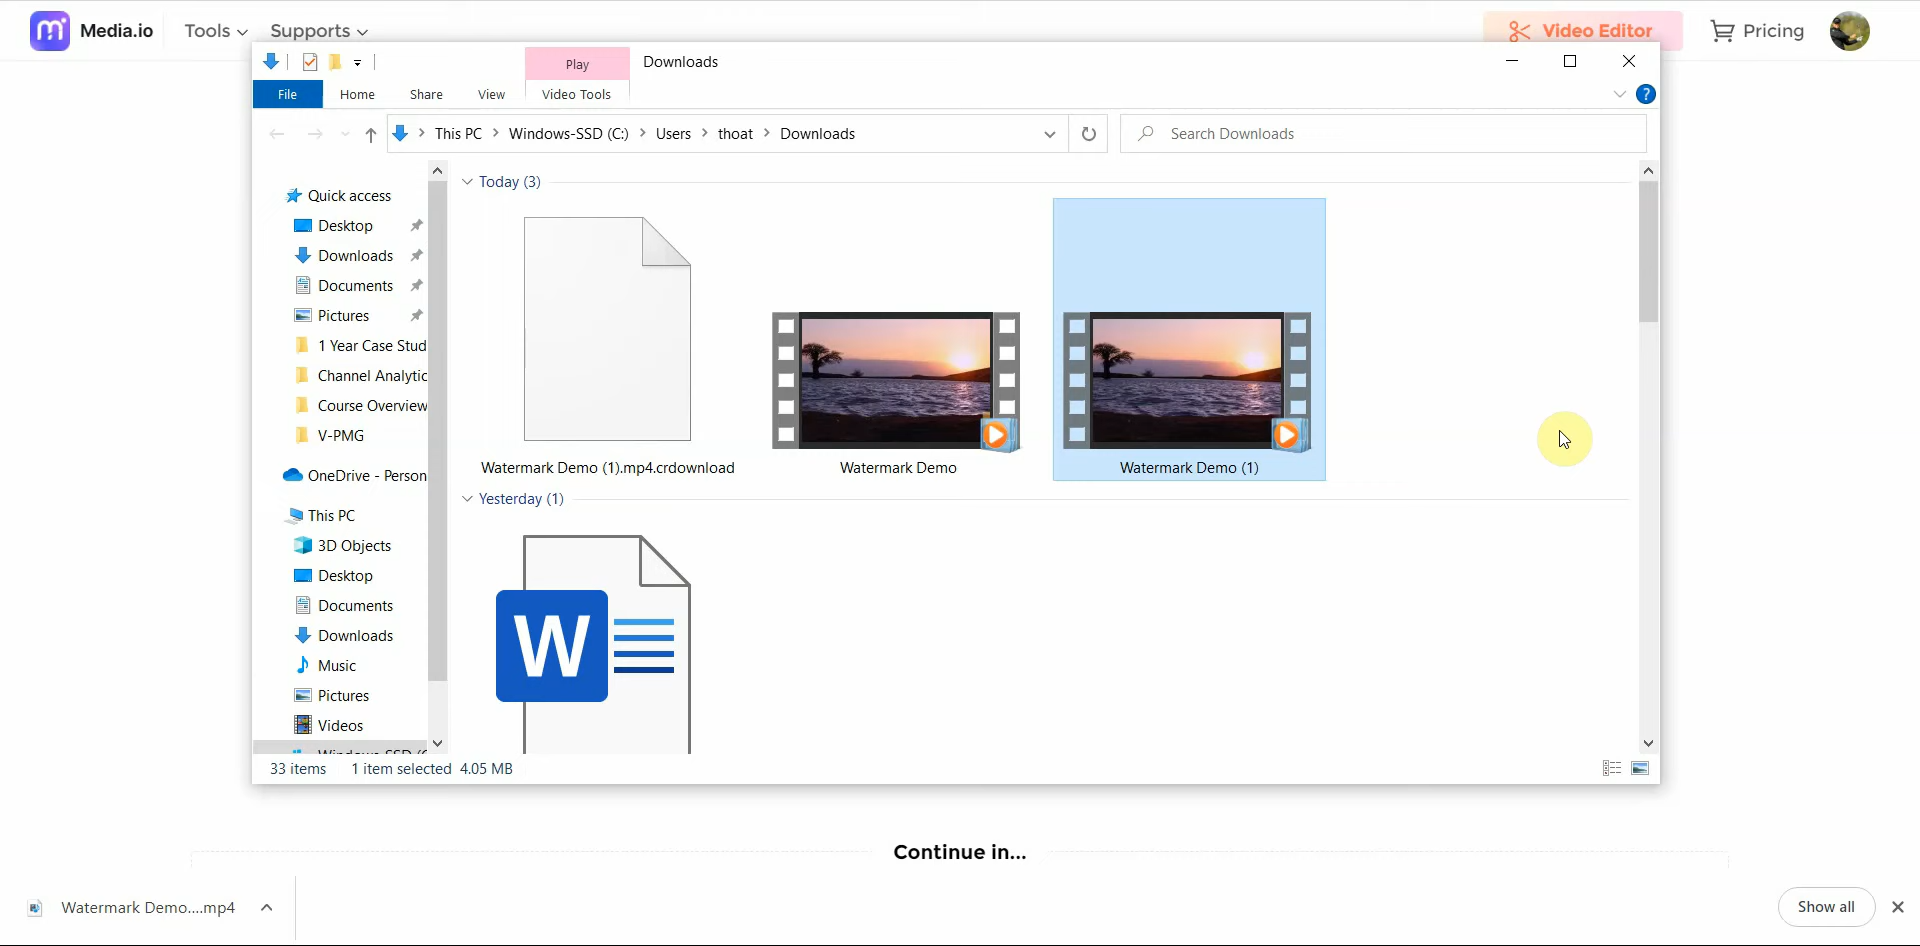 Media.io
Tools
Supports
Video Editor
Pricing
Play
Downloads
File
Home
Share
View
Video Tools
?
This PC
Windows-SSD (C:)
Users
thoat
Downloads
Search Downloads
Quick access
Desktop
Downloads
Documents
Pictures
1 Year Case Stud
Channel Analytic
Course Overview
V-PMG
OneDrive - Person
This PC
3D Objects
Desktop
Documents
Downloads
Music
Pictures
Videos
Today (3)
Watermark Demo (1).mp4.crdownload
Watermark Demo
Watermark Demo (1)
Yesterday (1)
W
33 items
1 item selected 4.05 MB
Continue in...
Watermark Demo....mp4
Show all